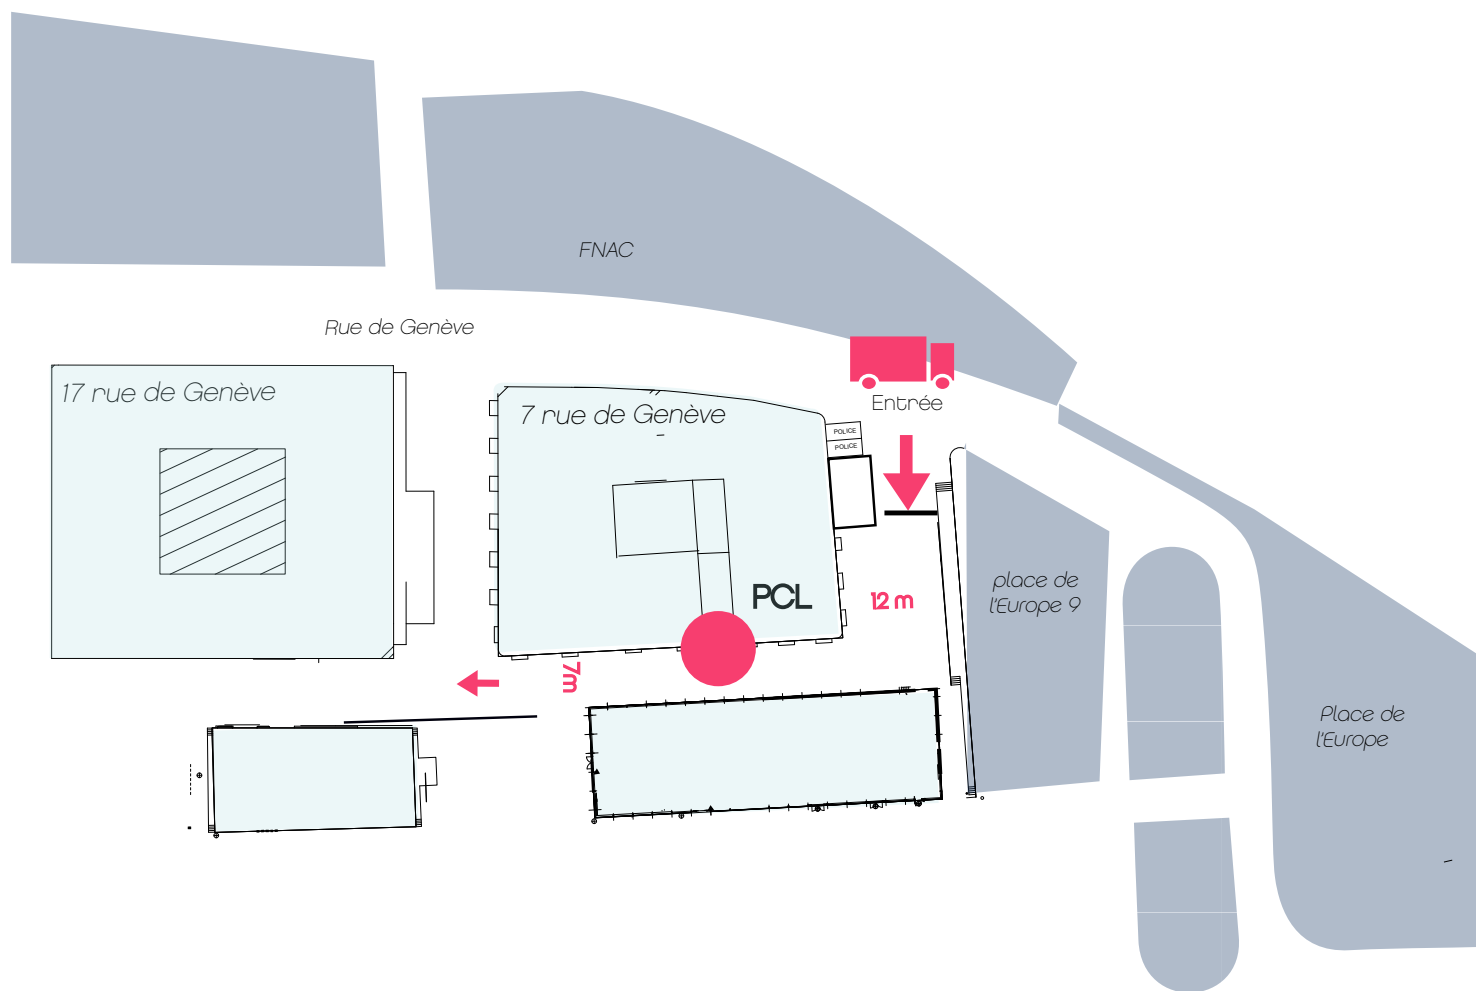 FNAC
Rue de Genève
17 rue de Genève
7 rue de Genève
Entrée
POLICE
POLICE
place de
l'Europe 9
PCL
12 m
7m
Place de
l'Europe